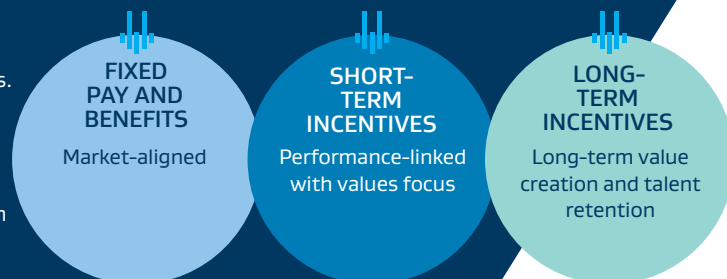 s.
FIXED
PAY AND
BENEFITS
Market-aligned
SHORT-
TERM
INCENTIVES
Performance-linked
with values focus
LONG-
TERM
INCENTIVES
Long-term value
creation and talent
retention